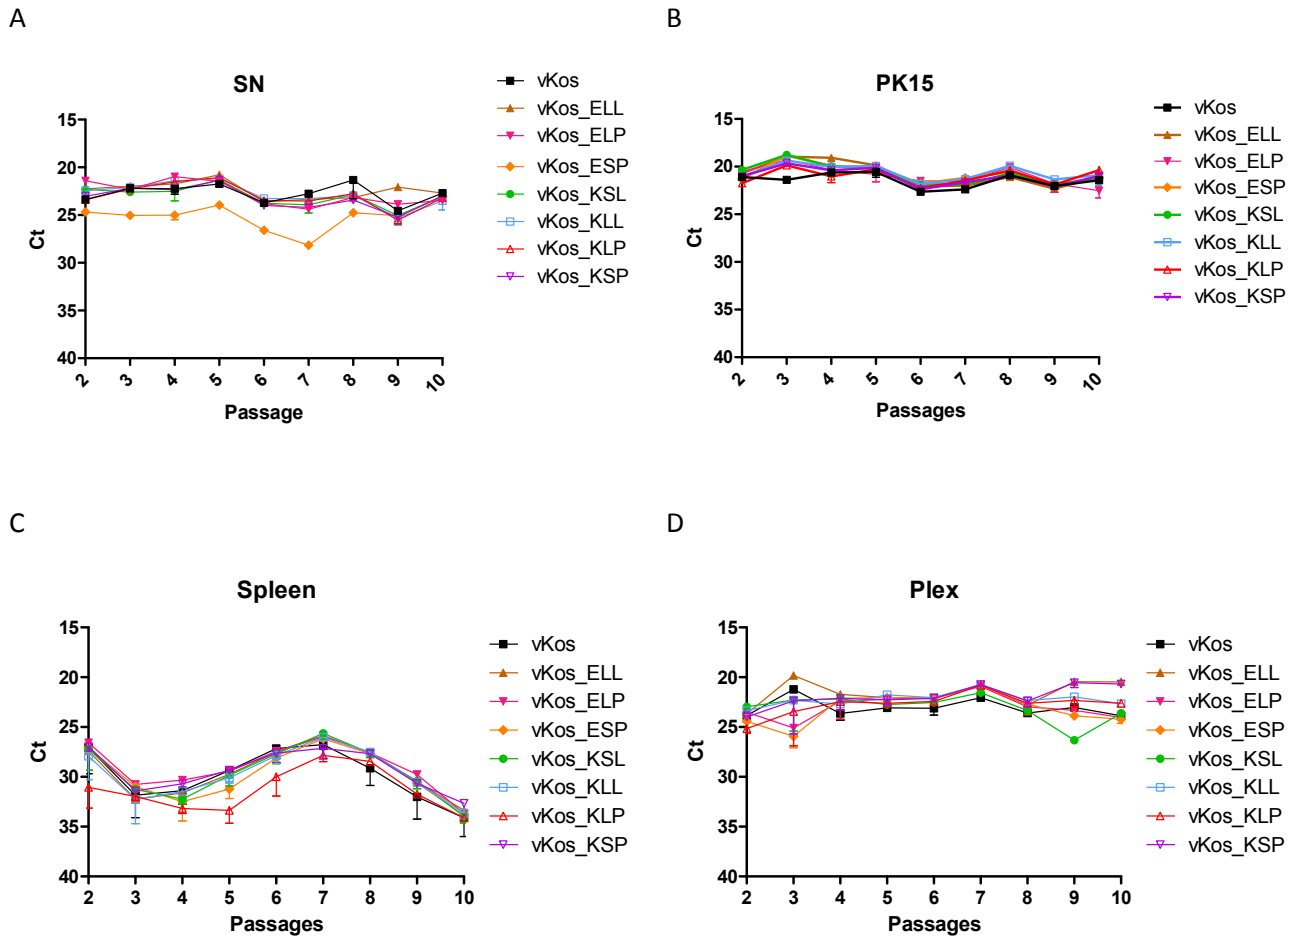 A
SN
15
20
25
30
35
40
Ct
2 3 4 5 6 7 8 9 10
Passage
vKos
vKos_ELL
vKos_ELP
vKos_ESP
vKos_KSL
vKos_KLL
vKos_KLP
vKos_KSP
B
PK15
15
20
25
30
35
40
Ct
2 3 4 5 6 7 8 9 10
Passages
vKos
vKos_ELL
vKos_ELP
vKos_ESP
vKos_KSL
vKos_KLL
vKos_KLP
vKos_KSP
C
Spleen
15
20
25
30
35
40
Ct
2 3 4 5 6 7 8 9 10
Passages
vKos
vKos_ELL
vKos_ELP
vKos_ESP
vKos_KSL
vKos_KLL
vKos_KLP
vKos_KSP
D
Plex
15
20
25
30
35
40
Ct
2 3 4 5 6 7 8 9 10
Passages
vKos
vKos_ELL
vKos_ELP
vKos_ESP
vKos_KSL
vKos_KLL
vKos_KLP
vKos_KSP